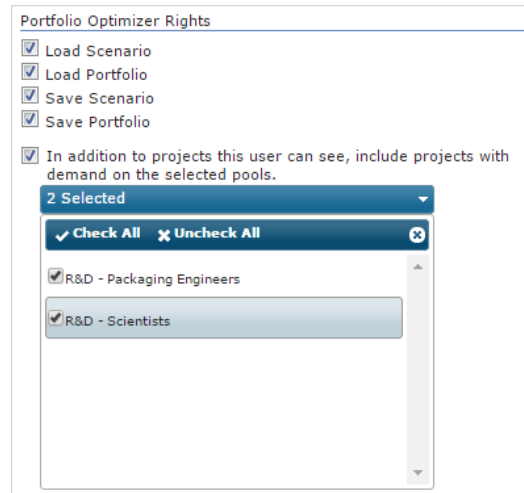 Portfolio Optimizer Rights
Load Scenario
Load Portfolio
Save Scenario
Save Portfolio
In addition to projects this user can see, include projects with
demand on the selected pools.
2 Selected
Check All Uncheck All
R&D - Packaging Engineers
R&D - Scientists